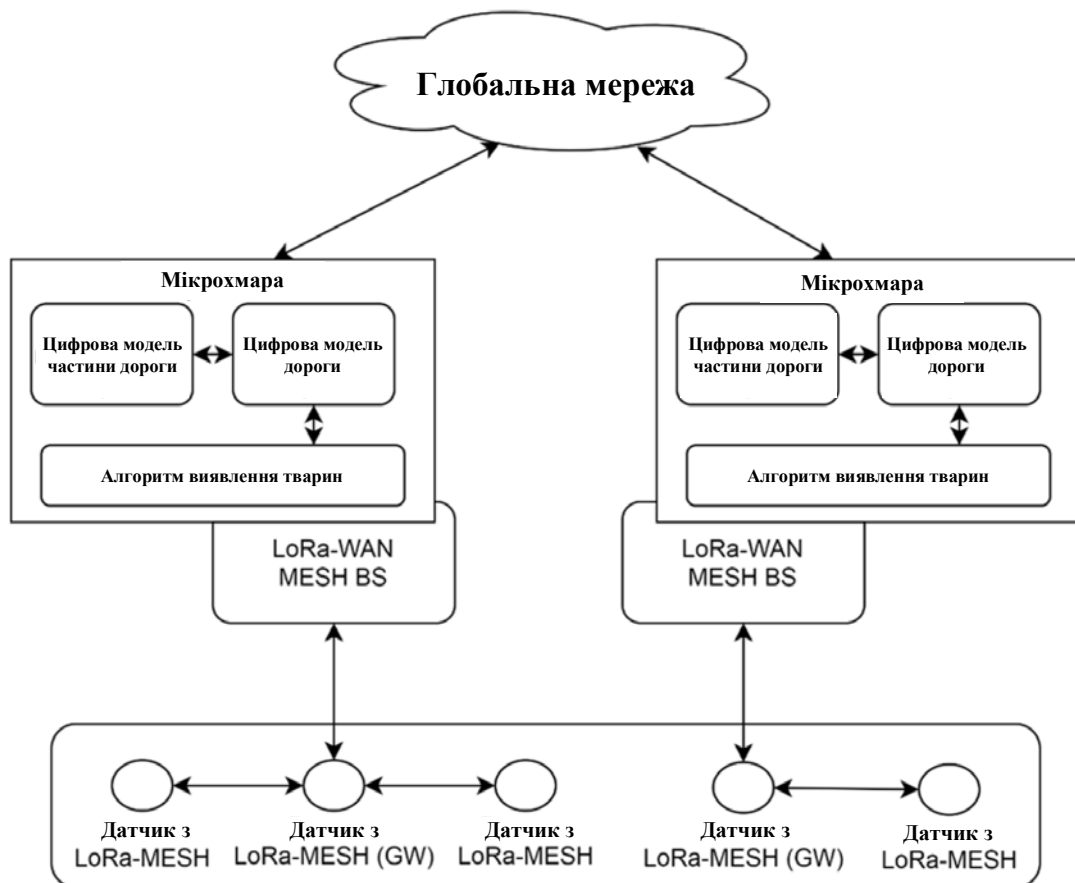 Глобальна мережа
Мікрохмара
Цифрова модель
частини дороги
Цифрова модель
дороги
Алгоритм виявлення тварин
LoRa-WAN
MESH BS
Мікрохмара
Цифрова модель
частини дороги
Цифрова модель
дороги
Алгоритм виявлення тварин
LoRa-WAN
MESH BS
Датчик з
LoRa-MESH
Датчик з
LoRa-MESH (GW)
Датчик з
LoRa-MESH
Датчик з
LoRa-MESH (GW)
Датчик з
LoRa-MESH